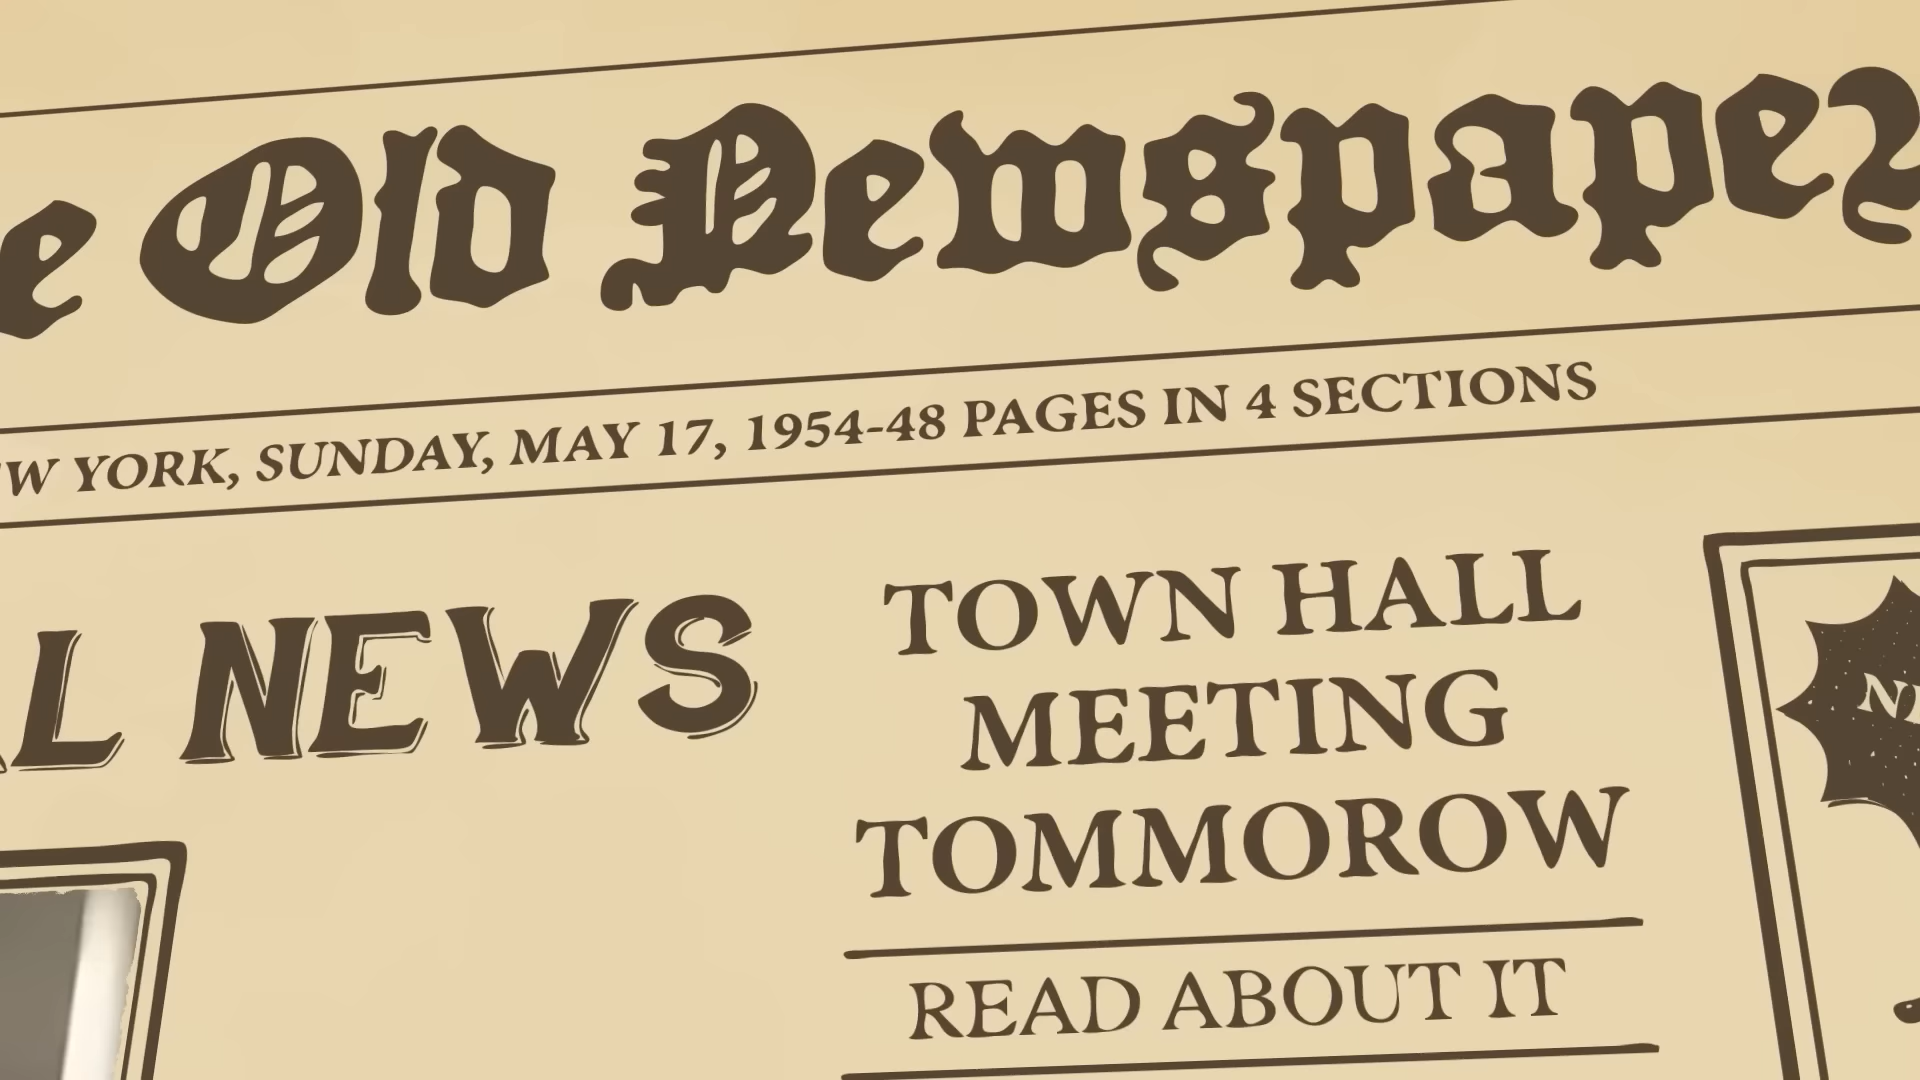 e Old Newspaper
W YORK, SUNDAY, MAY 17, 1954-48 PAGES IN 4 SECTIONS
L NEWS
TOWN HALL
MEETING
TOMMOROW
READ ABOUT IT